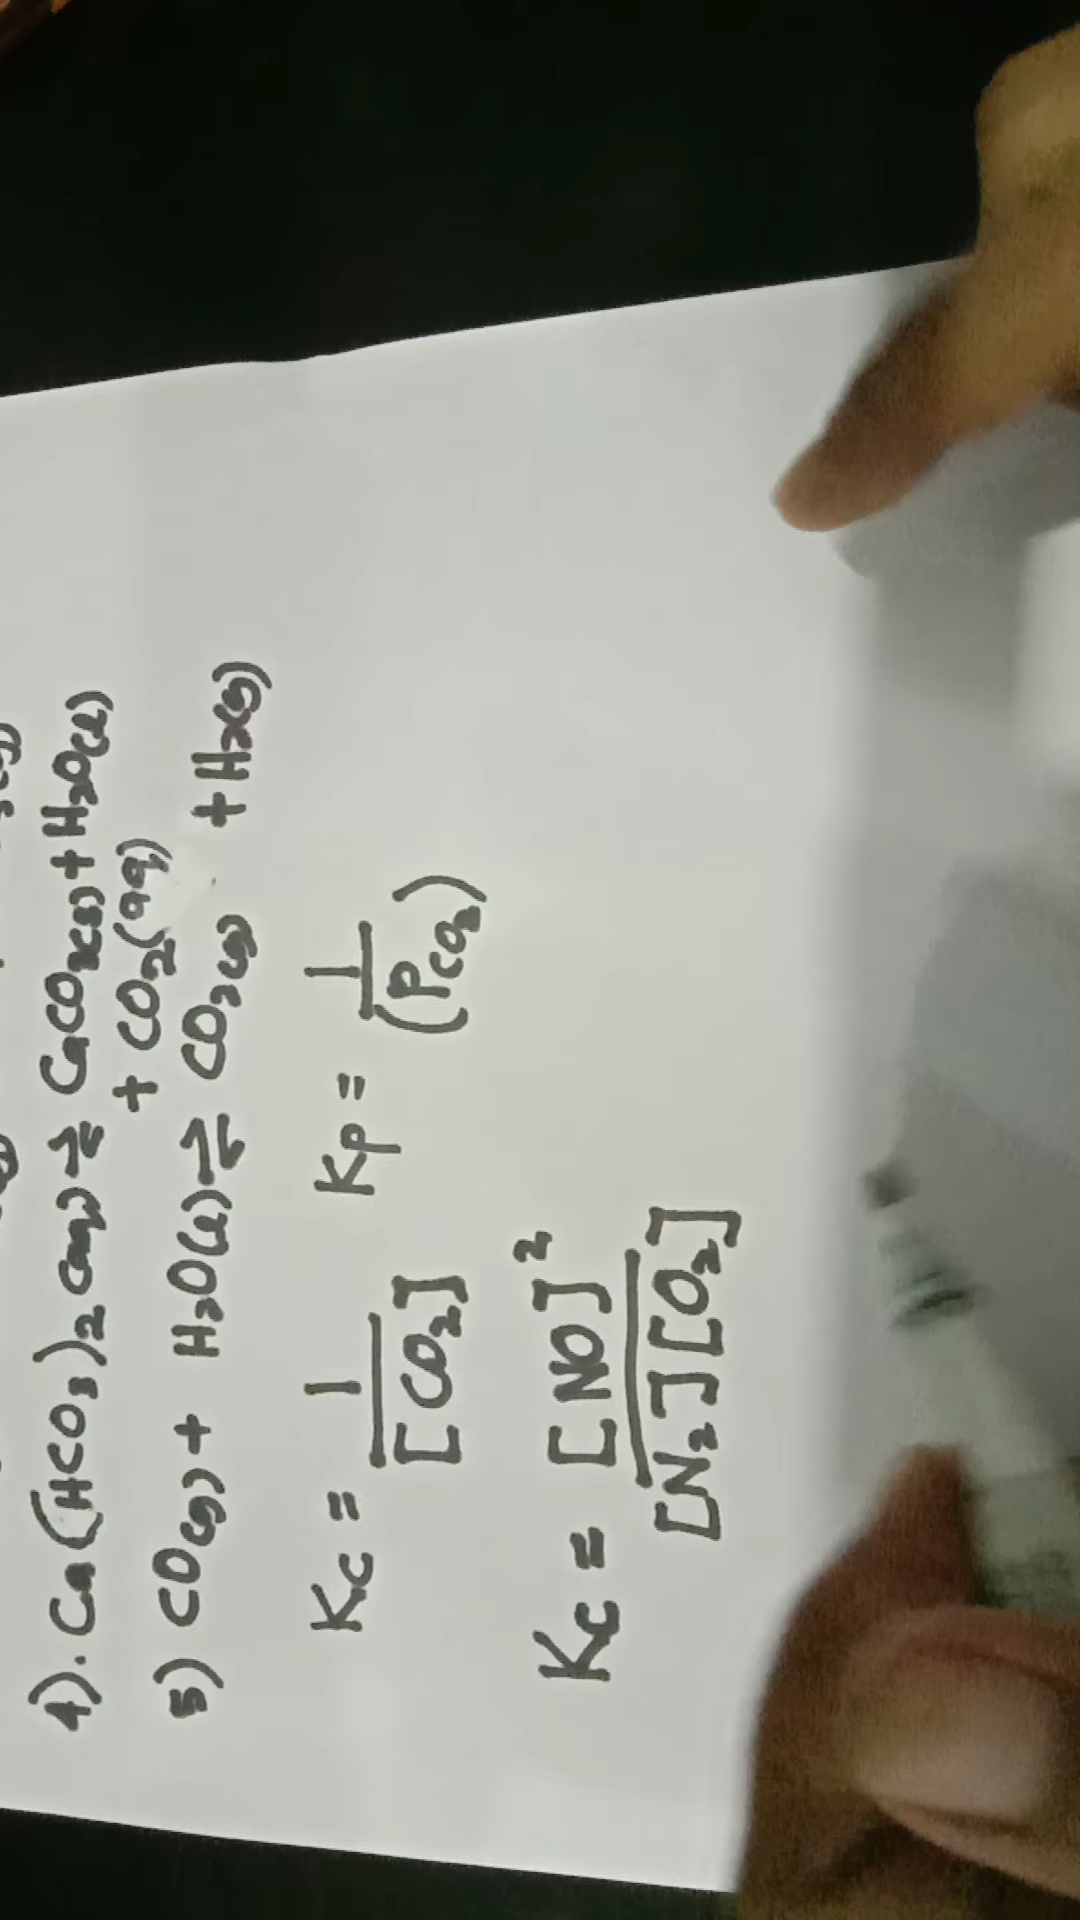 4). Ca(HCO3)2(aq) ⇌ CaCO3(s) + H2O(l)
+ CO2(aq)
5) CO(g) + H2O(l) ⇌ CO2(g) + H2(g)
Kc = 1/[CO2] Kp = 1/(PCO2)
Kc = [NO]²/[N2][O2]